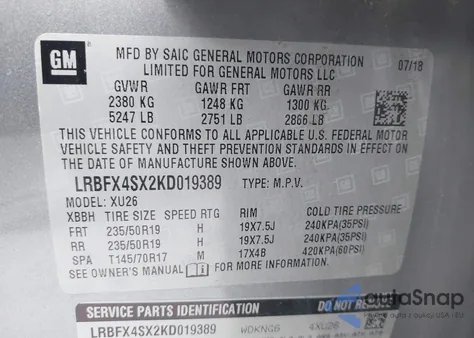 GM
MFD BY SAIC GENERAL MOTORS CORPORATION
LIMITED FOR GENERAL MOTORS LLC
07/18
GVWR GAWR FRT GAWR RR
2380 KG 1248 KG 1300 KG
5247 LB 2751 LB 2866 LB
THIS VEHICLE CONFORMS TO ALL APPLICABLE U.S. FEDERAL MOTOR
VEHICLE SAFETY AND THEFT PREVENTION STANDARDS IN EFFECT ON
THE DATE OF MANUFACTURE SHOWN ABOVE.
LRBFX4SX2KD019389 TYPE: M.P.V.
MODEL: XU26
XBBH TIRE SIZE SPEED RTG RIM COLD TIRE PRESSURE
FRT 235/50R19 H 19X7.5J 240KPA(35PSI)
RR 235/50R19 H 19X7.5J 240KPA(35PSI)
SPA T145/70R17 M 17X4B 420KPA(60PSI)
SEE OWNER'S MANUAL FOR MORE INFORMATION.
SERVICE PARTS IDENTIFICATION DO NOT REMOVE
LRBFX4SX2KD019389 WDKNG6 4XU26
autoSnap